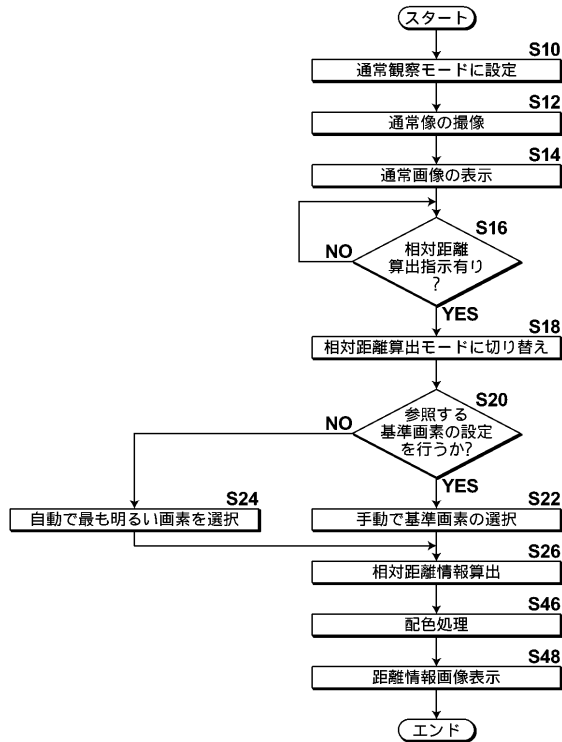 スタート
S10
通常観察モードに設定
S12
通常像の撮像
S14
通常画像の表示
S16
相対距離
算出指示有り
?
NO
YES
S18
相対距離算出モードに切り替え
S20
参照する
基準画素の設定
を行うか?
NO
YES
S24
自動で最も明るい画素を選択
S22
手動で基準画素の選択
S26
相対距離情報算出
S46
配色処理
S48
距離情報画像表示
エンド